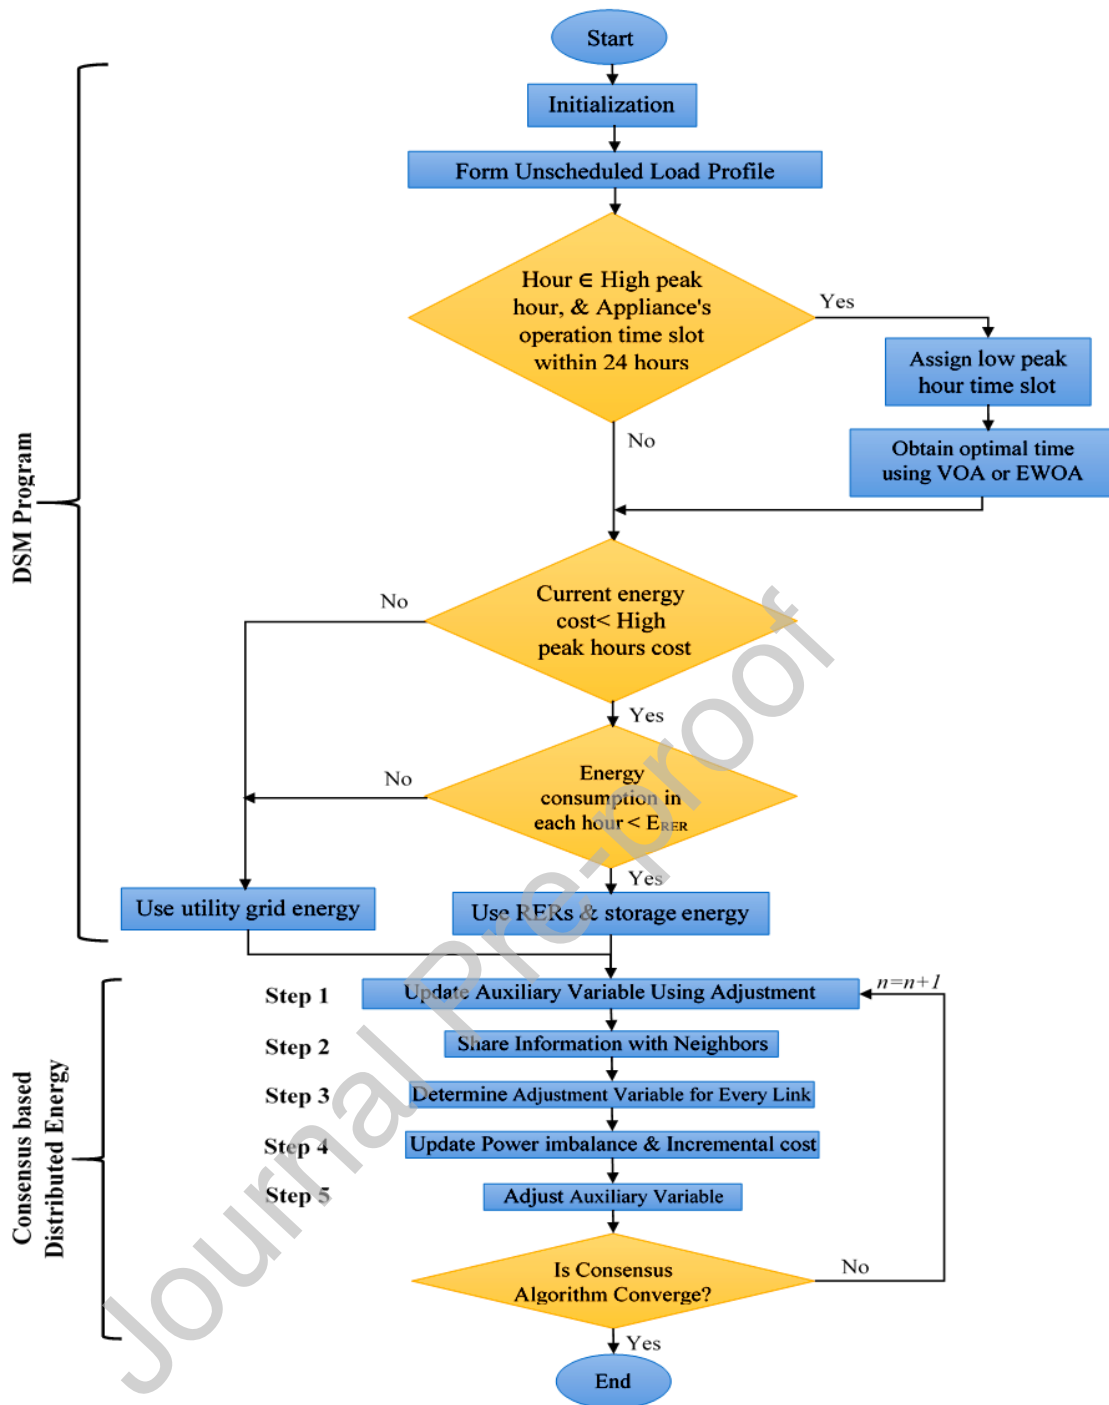 Start
Initialization
Form Unscheduled Load Profile
Hour ∈ High peak
hour, & Appliance's
operation time slot
within 24 hours
Yes
Assign low peak
hour time slot
No
Obtain optimal time
using VOA or EWOA
DSM Program
Current energy
cost< High
peak hours cost
No
Yes
Energy
consumption in
each hour < ERER
No
Yes
Use utility grid energy
Use RERs & storage energy
Consensus based
Distributed Energy
Step 1
Update Auxiliary Variable Using Adjustment
n=n+1
Step 2
Share Information with Neighbors
Step 3
Determine Adjustment Variable for Every Link
Step 4
Update Power imbalance & Incremental cost
Step 5
Adjust Auxiliary Variable
Is Consensus
Algorithm Converge?
No
Yes
End
Journal Pre-proof